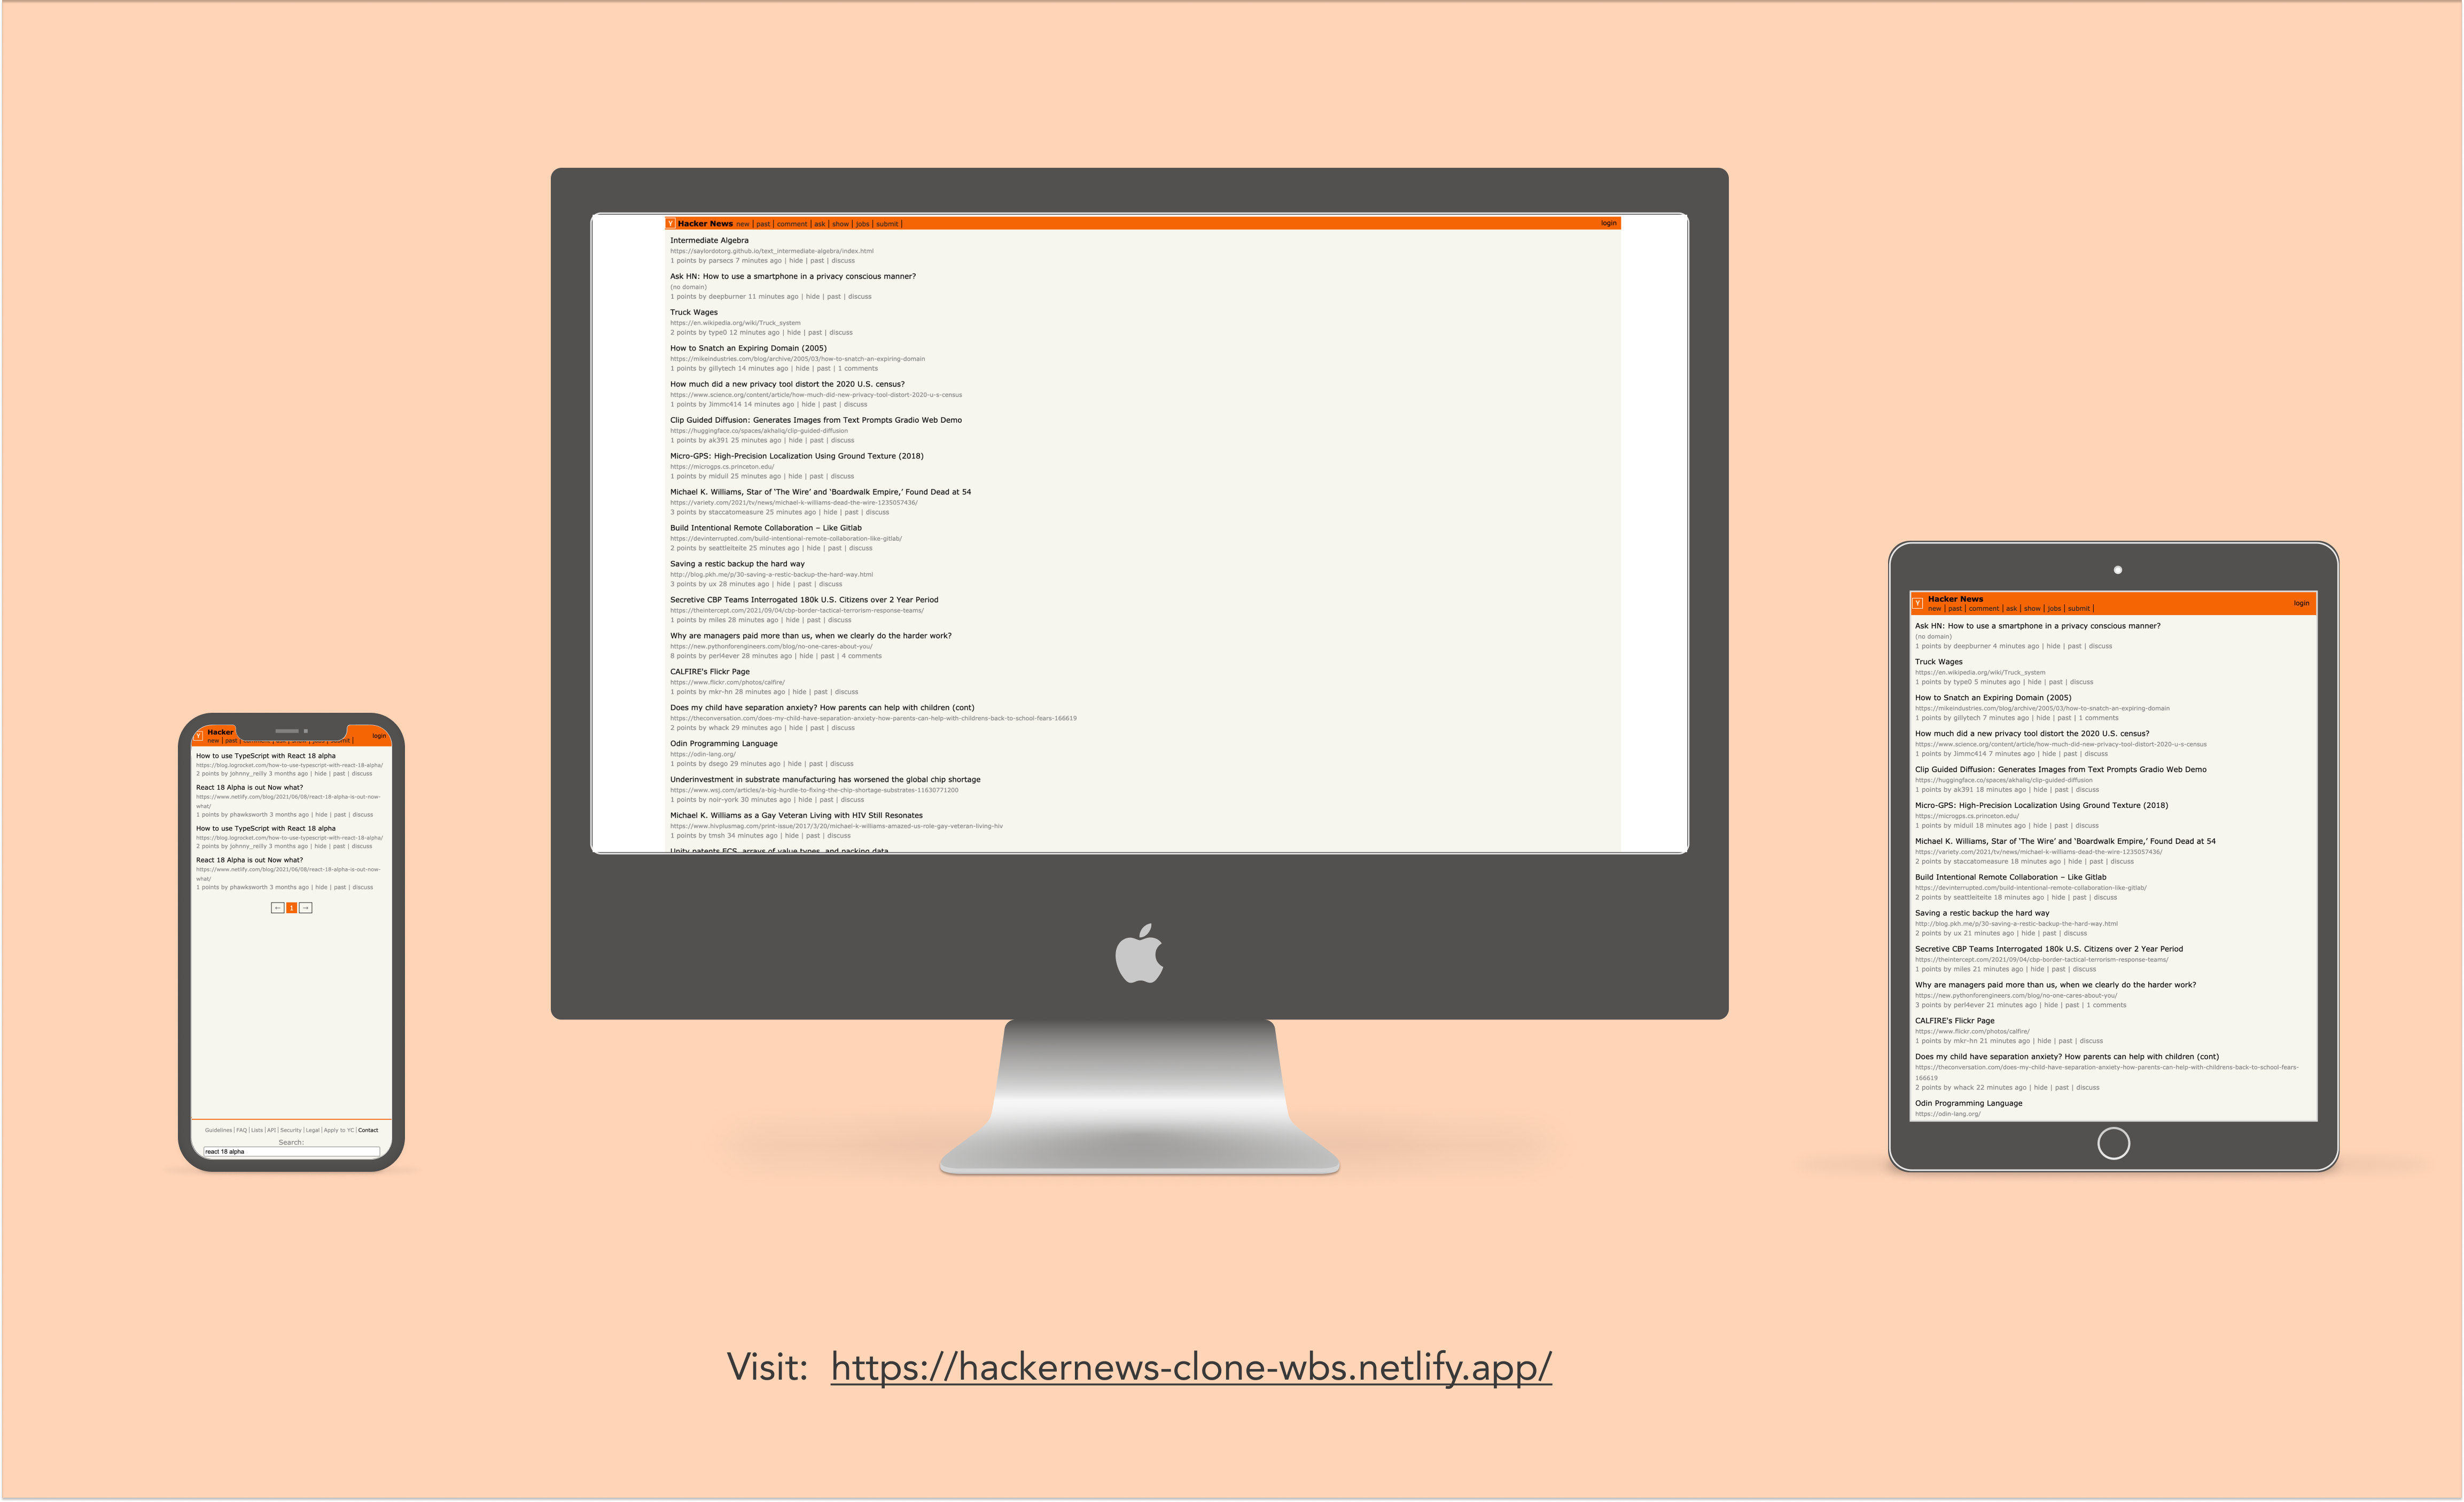 Y Hacker News new | past | comment | ask | show | jobs | submit | login
Intermediate Algebra
https://saylordotorg.github.io/text_intermediate-algebra/index.html
1 points by parsecs 7 minutes ago | hide | past | discuss
Ask HN: How to use a smartphone in a privacy conscious manner?
(no domain)
1 points by deepburner 11 minutes ago | hide | past | discuss
Truck Wages
https://en.wikipedia.org/wiki/Truck_system
2 points by type0 12 minutes ago | hide | past | discuss
How to Snatch an Expiring Domain (2005)
https://mikeindustries.com/blog/archive/2005/03/how-to-snatch-an-expiring-domain
1 points by gillytech 14 minutes ago | hide | past | 1 comments
How much did a new privacy tool distort the 2020 U.S. census?
https://www.science.org/content/article/how-much-did-new-privacy-tool-distort-2020-u-s-census
1 points by Jimmc414 14 minutes ago | hide | past | discuss
Clip Guided Diffusion: Generates Images from Text Prompts Gradio Web Demo
https://huggingface.co/spaces/akhaliq/clip-guided-diffusion
1 points by ak391 25 minutes ago | hide | past | discuss
Micro-GPS: High-Precision Localization Using Ground Texture (2018)
https://microgps.cs.princeton.edu/
1 points by miduil 25 minutes ago | hide | past | discuss
Michael K. Williams, Star of ‘The Wire’ and ‘Boardwalk Empire,’ Found Dead at 54
https://variety.com/2021/tv/news/michael-k-williams-dead-the-wire-1235057436/
3 points by staccatomeasure 25 minutes ago | hide | past | discuss
Build Intentional Remote Collaboration – Like Gitlab
https://devinterrupted.com/build-intentional-remote-collaboration-like-gitlab/
2 points by seattleiteite 25 minutes ago | hide | past | discuss
Saving a restic backup the hard way
http://blog.pkh.me/p/30-saving-a-restic-backup-the-hard-way.html
3 points by ux 28 minutes ago | hide | past | discuss
Secretive CBP Teams Interrogated 180k U.S. Citizens over 2 Year Period
https://theintercept.com/2021/09/04/cbp-border-tactical-terrorism-response-teams/
1 points by miles 28 minutes ago | hide | past | discuss
Why are managers paid more than us, when we clearly do the harder work?
https://new.pythonforengineers.com/blog/no-one-cares-about-you/
8 points by perl4ever 28 minutes ago | hide | past | 4 comments
CALFIRE's Flickr Page
https://www.flickr.com/photos/calfire/
1 points by mkr-hn 28 minutes ago | hide | past | discuss
Does my child have separation anxiety? How parents can help with children (cont)
https://theconversation.com/does-my-child-have-separation-anxiety-how-parents-can-help-with-childrens-back-to-school-fears-166619
2 points by whack 29 minutes ago | hide | past | discuss
Odin Programming Language
https://odin-lang.org/
1 points by dsego 29 minutes ago | hide | past | discuss
Underinvestment in substrate manufacturing has worsened the global chip shortage
https://www.wsj.com/articles/a-big-hurdle-to-fixing-the-chip-shortage-substrates-11630771200
1 points by noir-york 30 minutes ago | hide | past | discuss
Michael K. Williams as a Gay Veteran Living with HIV Still Resonates
https://www.hivplusmag.com/print-issue/2017/3/20/michael-k-williams-amazed-us-role-gay-veteran-living-hiv
1 points by tmsh 34 minutes ago | hide | past | discuss
Unity patents ECS, arrays of value types, and packing data
Y Hacker News login
new | past | comment | ask | show | jobs | submit |
Ask HN: How to use a smartphone in a privacy conscious manner?
(no domain)
1 points by deepburner 4 minutes ago | hide | past | discuss
Truck Wages
https://en.wikipedia.org/wiki/Truck_system
1 points by type0 5 minutes ago | hide | past | discuss
How to Snatch an Expiring Domain (2005)
https://mikeindustries.com/blog/archive/2005/03/how-to-snatch-an-expiring-domain
1 points by gillytech 7 minutes ago | hide | past | 1 comments
How much did a new privacy tool distort the 2020 U.S. census?
https://www.science.org/content/article/how-much-did-new-privacy-tool-distort-2020-u-s-census
1 points by Jimmc414 7 minutes ago | hide | past | discuss
Clip Guided Diffusion: Generates Images from Text Prompts Gradio Web Demo
https://huggingface.co/spaces/akhaliq/clip-guided-diffusion
1 points by ak391 18 minutes ago | hide | past | discuss
Micro-GPS: High-Precision Localization Using Ground Texture (2018)
https://microgps.cs.princeton.edu/
1 points by miduil 18 minutes ago | hide | past | discuss
Michael K. Williams, Star of ‘The Wire’ and ‘Boardwalk Empire,’ Found Dead at 54
https://variety.com/2021/tv/news/michael-k-williams-dead-the-wire-1235057436/
2 points by staccatomeasure 18 minutes ago | hide | past | discuss
Build Intentional Remote Collaboration – Like Gitlab
https://devinterrupted.com/build-intentional-remote-collaboration-like-gitlab/
2 points by seattleiteite 18 minutes ago | hide | past | discuss
Saving a restic backup the hard way
http://blog.pkh.me/p/30-saving-a-restic-backup-the-hard-way.html
2 points by ux 21 minutes ago | hide | past | discuss
Secretive CBP Teams Interrogated 180k U.S. Citizens over 2 Year Period
https://theintercept.com/2021/09/04/cbp-border-tactical-terrorism-response-teams/
1 points by miles 21 minutes ago | hide | past | discuss
Why are managers paid more than us, when we clearly do the harder work?
https://new.pythonforengineers.com/blog/no-one-cares-about-you/
3 points by perl4ever 21 minutes ago | hide | past | 1 comments
CALFIRE's Flickr Page
https://www.flickr.com/photos/calfire/
1 points by mkr-hn 21 minutes ago | hide | past | discuss
Does my child have separation anxiety? How parents can help with children (cont)
https://theconversation.com/does-my-child-have-separation-anxiety-how-parents-can-help-with-childrens-back-to-school-fears-
166619
2 points by whack 22 minutes ago | hide | past | discuss
Odin Programming Language
https://odin-lang.org/
Y Hacker login
new | past |
How to use TypeScript with React 18 alpha
https://blog.logrocket.com/how-to-use-typescript-with-react-18-alpha/
2 points by johnny_reilly 3 months ago | hide | past | discuss
React 18 Alpha is out Now what?
https://www.netlify.com/blog/2021/06/08/react-18-alpha-is-out-now-
what/
1 points by phawksworth 3 months ago | hide | past | discuss
How to use TypeScript with React 18 alpha
https://blog.logrocket.com/how-to-use-typescript-with-react-18-alpha/
2 points by johnny_reilly 3 months ago | hide | past | discuss
React 18 Alpha is out Now what?
https://www.netlify.com/blog/2021/06/08/react-18-alpha-is-out-now-
what/
1 points by phawksworth 3 months ago | hide | past | discuss
← 1 →
Guidelines | FAQ | Lists | API | Security | Legal | Apply to YC | Contact
Search:
react 18 alpha
Visit: https://hackernews-clone-wbs.netlify.app/